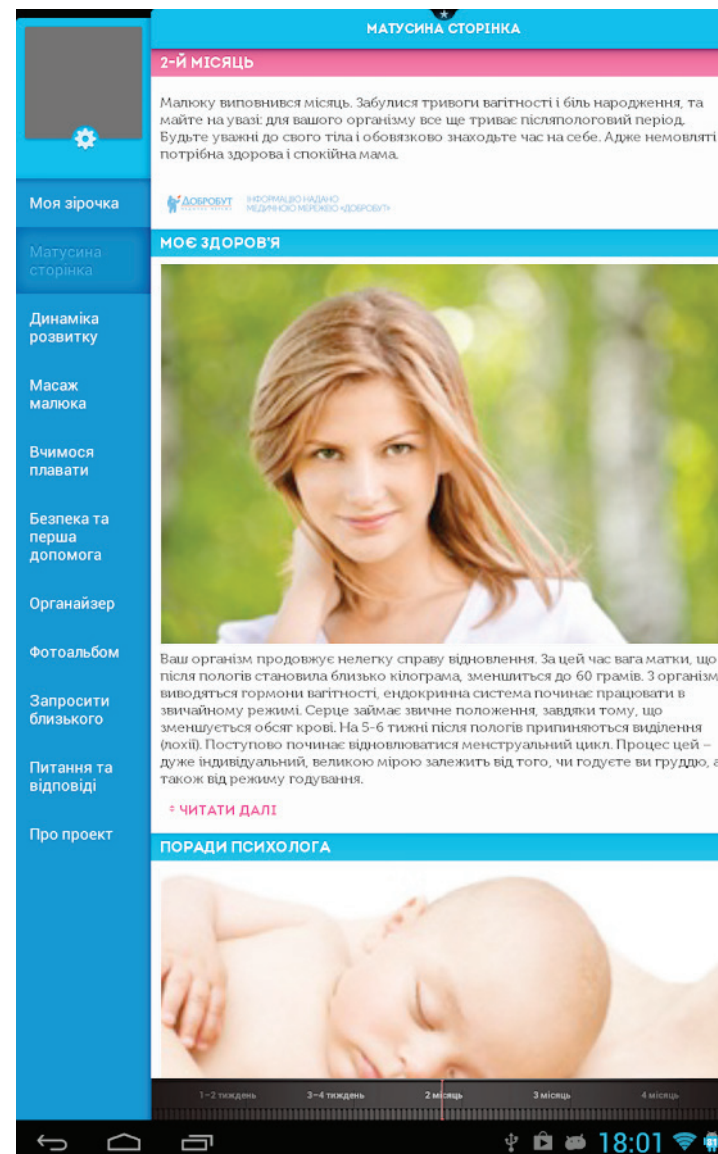 МАТУСИНА СТОРІНКА
2-Й МІСЯЦЬ
Малюку виповнився місяць. Забулися тривоги вагітності і біль народження, та
майте на увазі: для вашого організму все ще триває післяпологовий період.
Будьте уважні до свого тіла і обовязково знаходьте час на себе. Адже немовляті
потрібна здорова і спокійна мама.
ДОБРОБУТ
ІНФОРМАЦІЮ НАДАНО
МЕДИЧНОЮ МЕРЕЖЕЮ «ДОБРОБУТ»
Моя зірочка
Матусина
сторінка
Динаміка
розвитку
Масаж
малюка
Вчимося
плавати
Безпека та
перша
допомога
Органайзер
Фотоальбом
Запросити
близького
Питання та
відповіді
Про проект
МОЄ ЗДОРОВ'Я
Ваш організм продовжує нелегку справу відновлення. За цей час вага матки, що
після пологів становила близько кілограма, зменшиться до 60 грамів. З організм
виводяться гормони вагітності, ендокринна система починає працювати в
звичайному режимі. Серце займає звичне положення, завдяки тому, що
зменшується обсяг крові. На 5-6 тижні після пологів припиняються виділення
(лохії). Поступово починає відновлюватися менструальний цикл. Процес цей –
дуже індивідуальний, великою мірою залежить від того, чи годуєте ви груддю, а
також від режиму годування.
ЧИТАТИ ДАЛІ
ПОРАДИ ПСИХОЛОГА
1-2 тиждень 3-4 тиждень 2 місяць 3 місяць 4 місяць
18:01